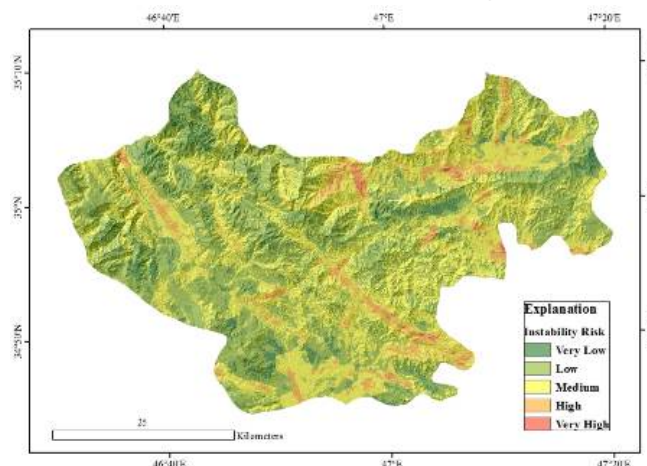 46°40'E 47°E 47°20'E
35°10'N
35°N
34°50'N
Explanation
Instability Risk
Very Low
Low
Medium
High
Very High
25
Kilometers
46°40'E 47°E 47°20'E